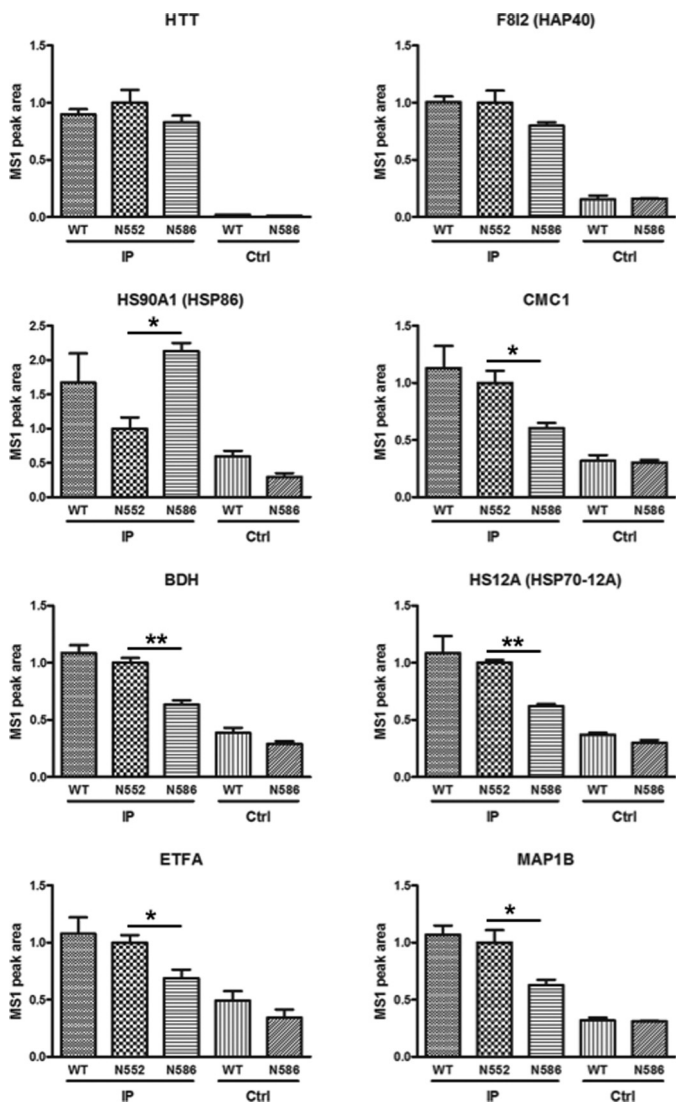 HTT
MS1 peak area
1.5
1.0
0.5
0.0
WT N552 N586 WT N586
IP Ctrl
F8I2 (HAP40)
MS1 peak area
1.5
1.0
0.5
0.0
WT N552 N586 WT N586
IP Ctrl
HS90A1 (HSP86)
MS1 peak area
2.5
2.0
1.5
1.0
0.5
0.0
*
WT N552 N586 WT N586
IP Ctrl
CMC1
MS1 peak area
1.5
1.0
0.5
0.0
*
WT N552 N586 WT N586
IP Ctrl
BDH
MS1 peak area
1.5
1.0
0.5
0.0
**
WT N552 N586 WT N586
IP Ctrl
HS12A (HSP70-12A)
MS1 peak area
1.5
1.0
0.5
0.0
**
WT N552 N586 WT N586
IP Ctrl
ETFA
MS1 peak area
1.5
1.0
0.5
0.0
*
WT N552 N586 WT N586
IP Ctrl
MAP1B
MS1 peak area
1.5
1.0
0.5
0.0
*
WT N552 N586 WT N586
IP Ctrl